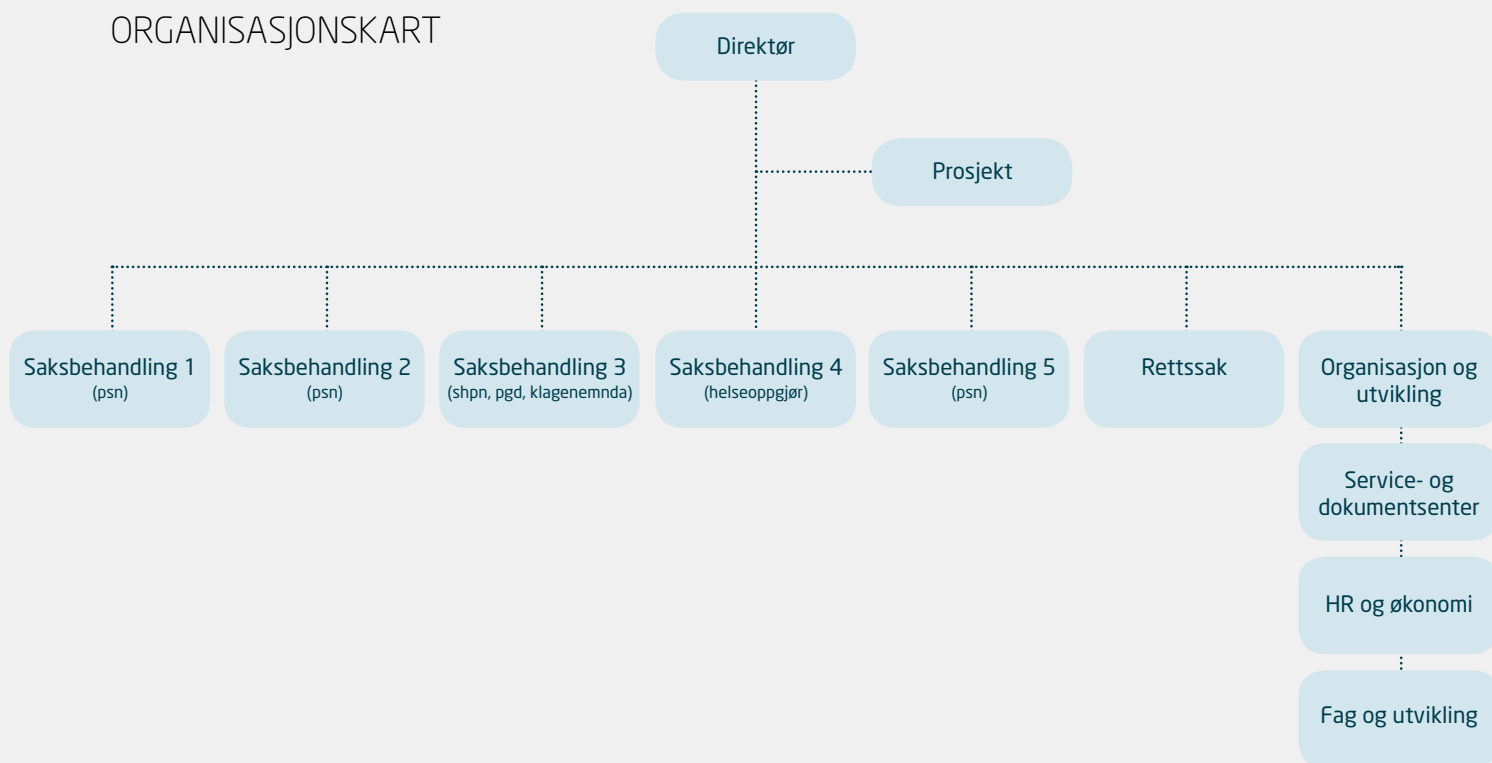 ORGANISASJONSKART
Direktør
Prosjekt
Saksbehandling 1
(psn)
Saksbehandling 2
(psn)
Saksbehandling 3
(shpn, pgd, klagenemnda)
Saksbehandling 4
(helseoppgjør)
Saksbehandling 5
(psn)
Rettssak
Organisasjon og
utvikling
Service- og
dokumentsenter
HR og økonomi
Fag og utvikling